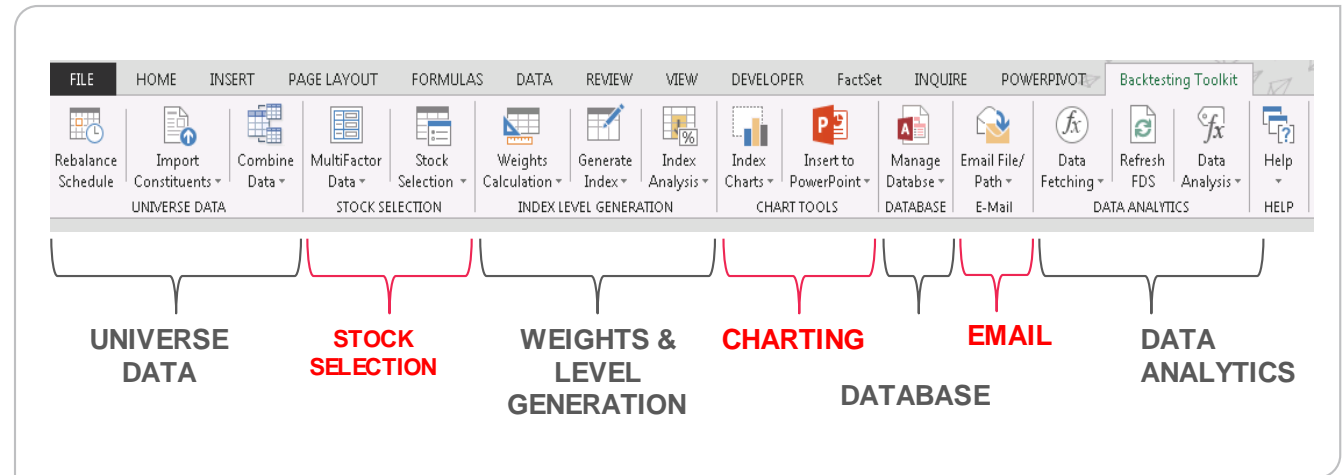 FILE HOME INSERT PAGE LAYOUT FORMULAS DATA REVIEW VIEW DEVELOPER FactSet INQUIRE POWERPIVOT Backtesting Toolkit
Rebalance Import Combine MultiFactor Stock Weights Generate Index Index Insert to Manage Email File/ Data Refresh Data Help
Schedule Constituents Data Data Selection Calculation Index Analysis Charts PowerPoint Databse Path Fetching FDS Analysis
UNIVERSE DATA STOCK SELECTION INDEX LEVEL GENERATION CHART TOOLS DATABASE E-Mail DATA ANALYTICS HELP
UNIVERSE
DATA
STOCK
SELECTION
WEIGHTS &
LEVEL
GENERATION
CHARTING
DATABASE
EMAIL
DATA
ANALYTICS